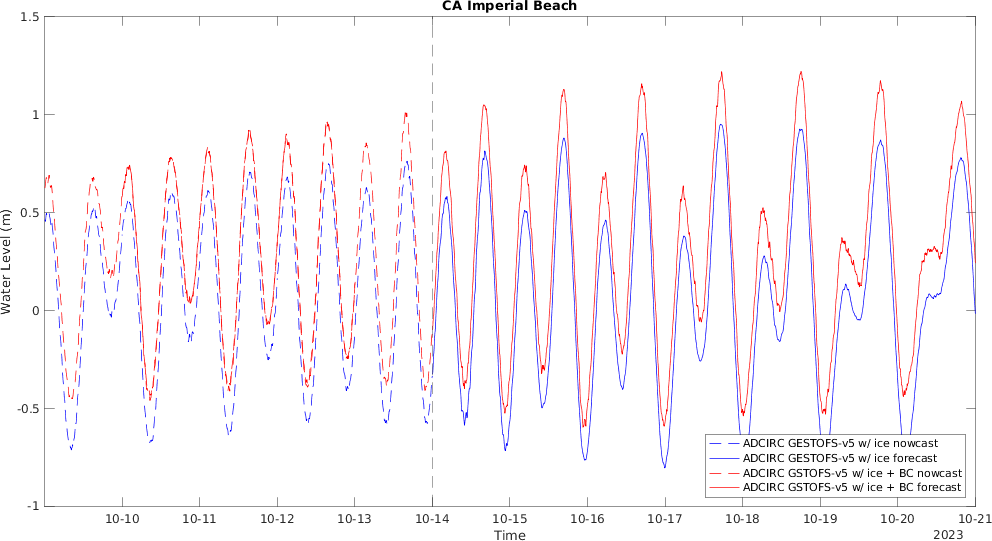 CA Imperial Beach
1.5
1
0.5
0
-0.5
-1
Water Level (m)
10-10
10-11
10-12
10-13
10-14
10-15
10-16
10-17
10-18
10-19
10-20
10-21
Time
2023
ADCIRC GESTOFS-v5 w/ ice nowcast
ADCIRC GESTOFS-v5 w/ ice forecast
ADCIRC GSTOFS-v5 w/ ice + BC nowcast
ADCIRC GSTOFS-v5 w/ ice + BC forecast